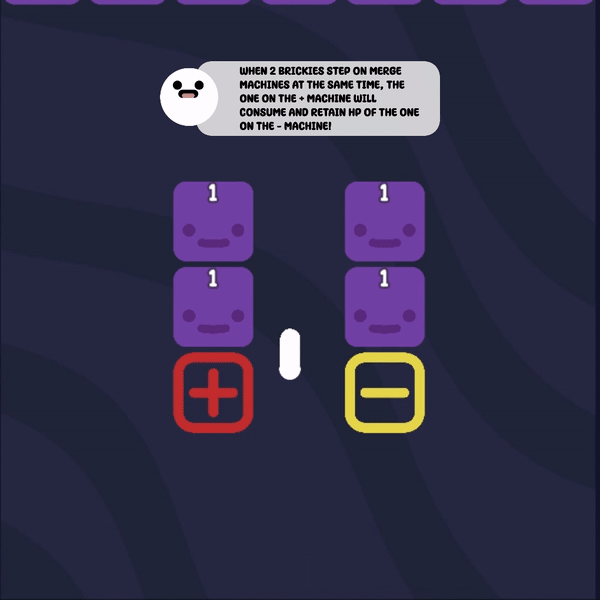 WHEN 2 BRICKIES STEP ON MERGE
MACHINES AT THE SAME TIME, THE
ONE ON THE + MACHINE WILL
CONSUME AND RETAIN HP OF THE ONE
ON THE - MACHINE!
1 1
1 1
+ -